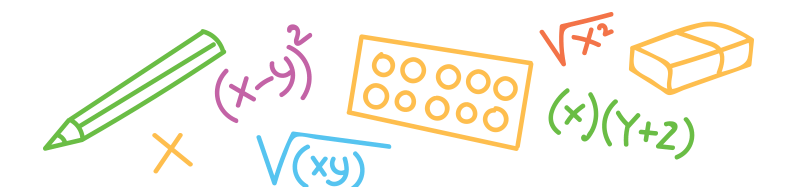 (x-y)²
x
√(xy)
√x²
(x)(y+2)